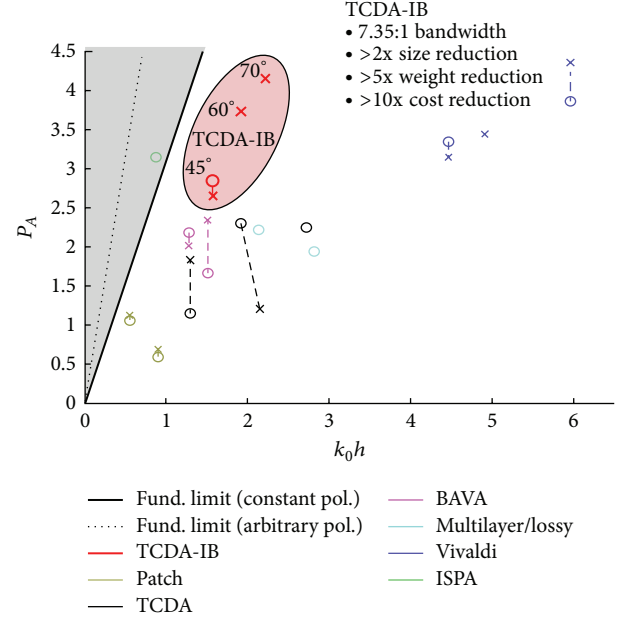 TCDA-IB
• 7.35:1 bandwidth
• >2x size reduction
• >5x weight reduction
• >10x cost reduction
4.5
4
3.5
3
2.5
2
1.5
1
0.5
0
P_A
70°
60°
TCDA-IB
45°
0 1 2 3 4 5 6
k₀h
Fund. limit (constant pol.)
Fund. limit (arbitrary pol.)
TCDA-IB
Patch
TCDA
BAVA
Multilayer/lossy
Vivaldi
ISPA